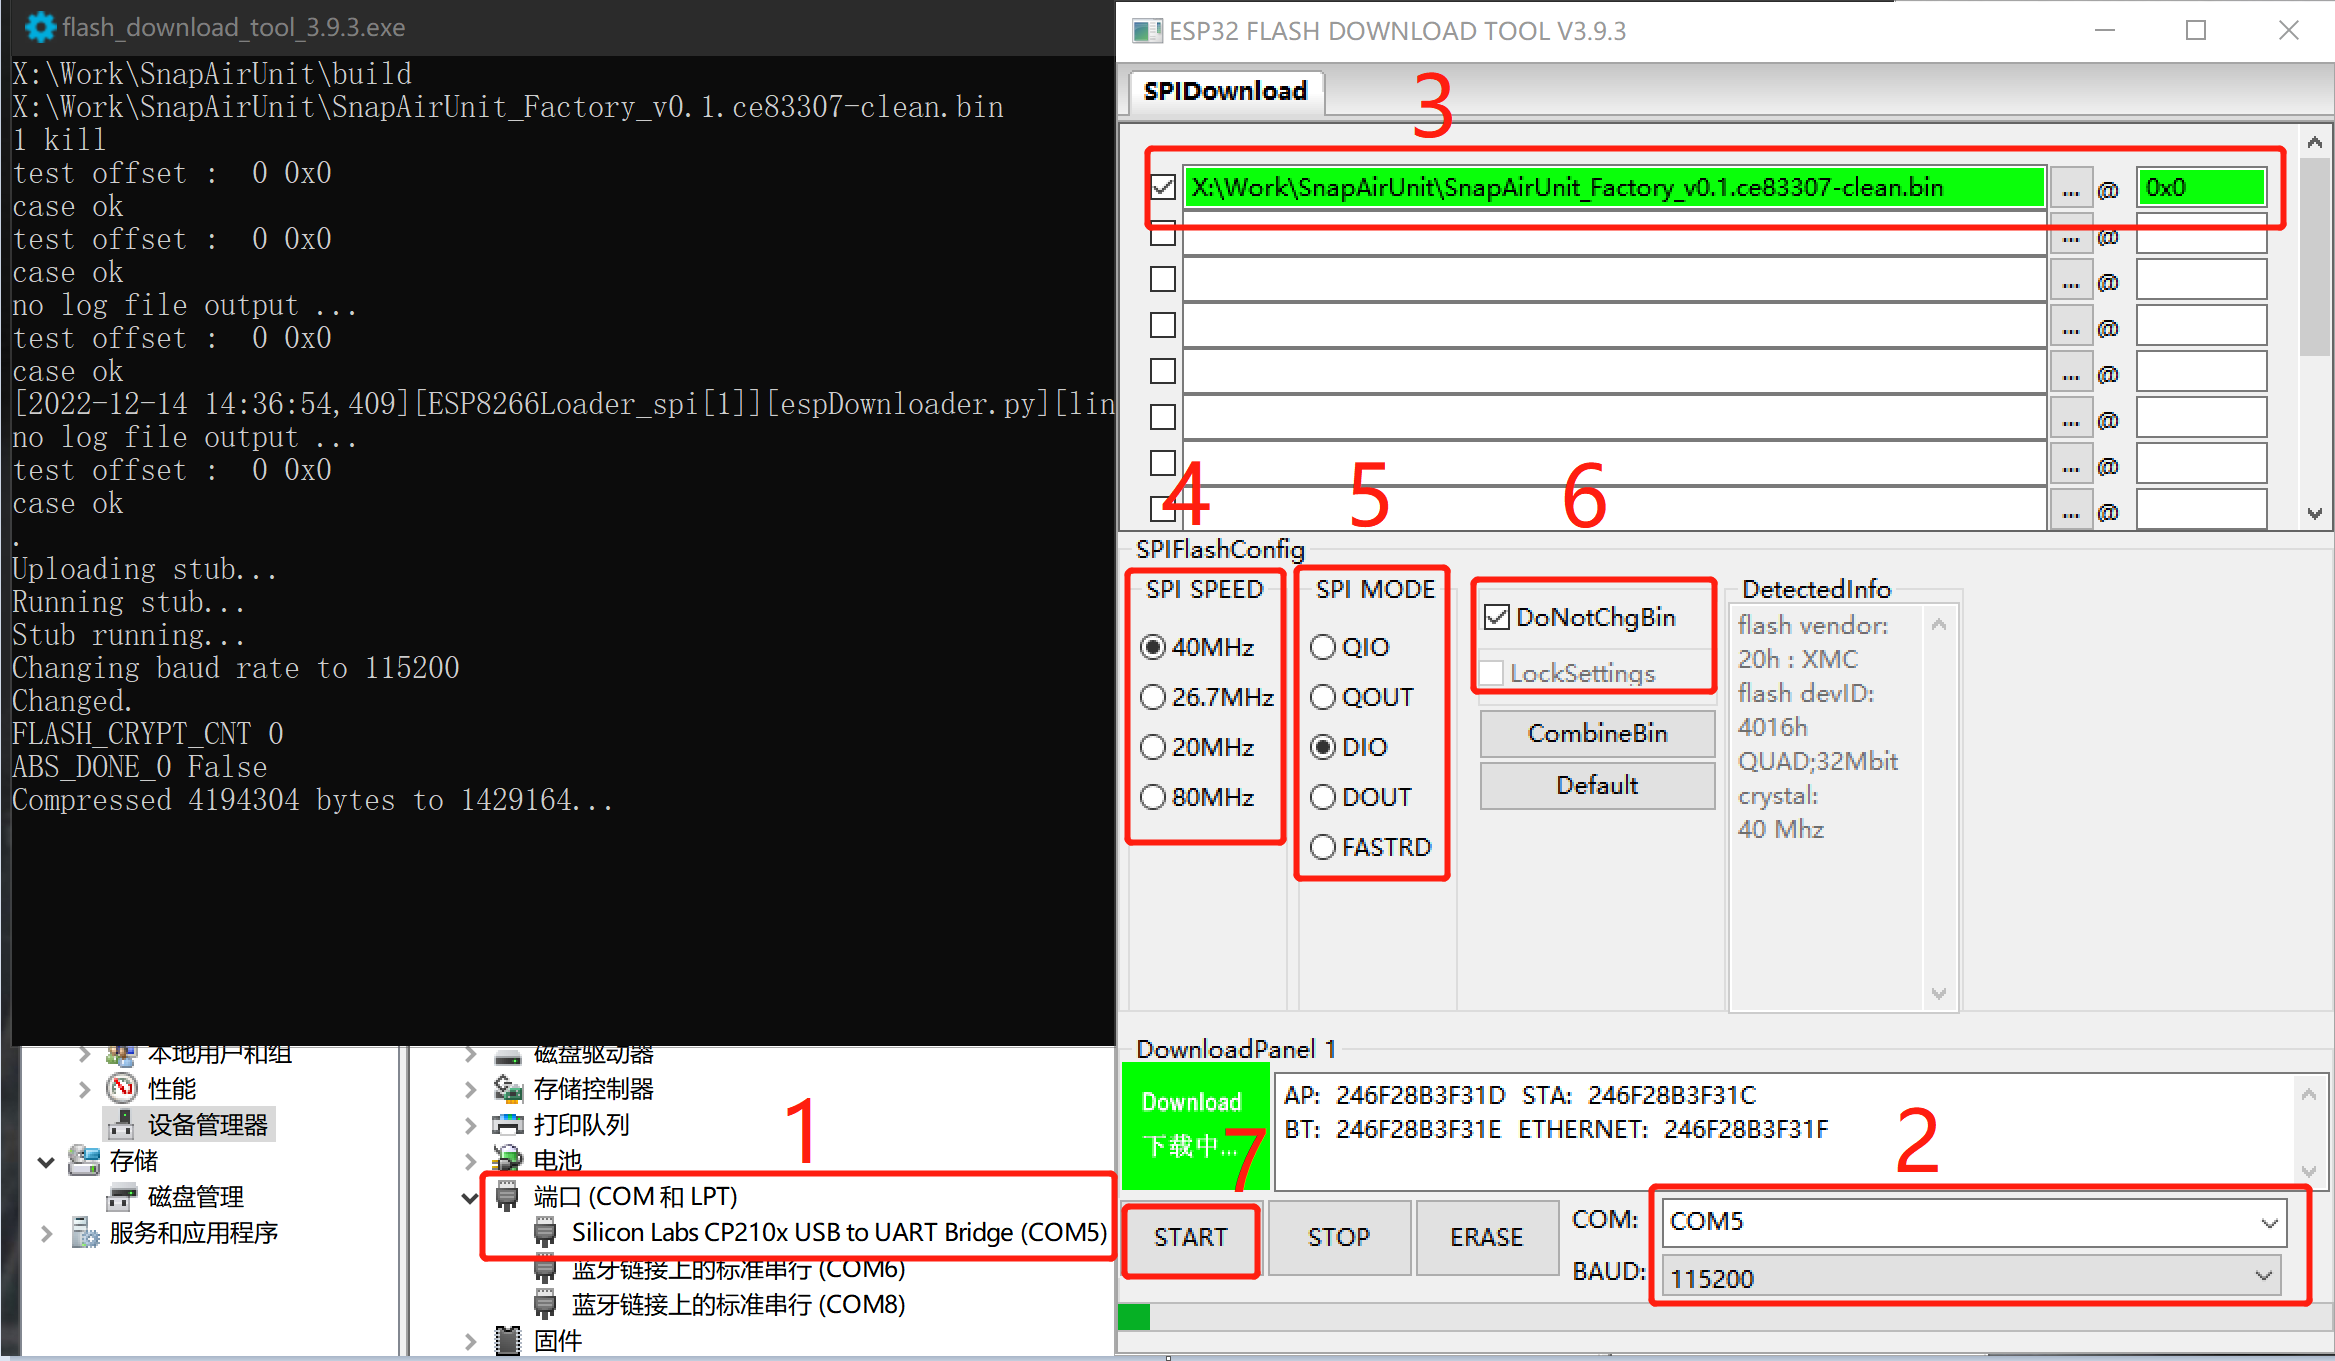 flash_download_tool_3.9.3.exe
X:\Work\SnapAirUnit\build
X:\Work\SnapAirUnit\SnapAirUnit_Factory_v0.1.ce83307-clean.bin
1 kill
test offset :  0 0x0
case ok
test offset :  0 0x0
case ok
no log file output ...
test offset :  0 0x0
case ok
[2022-12-14 14:36:54,409][ESP8266Loader_spi[1]][espDownloader.py][lin
no log file output ...
test offset :  0 0x0
case ok
.
Uploading stub...
Running stub...
Stub running...
Changing baud rate to 115200
Changed.
FLASH_CRYPT_CNT 0
ABS_DONE_0 False
Compressed 4194304 bytes to 1429164...
本地用户和组
性能
设备管理器
存储
磁盘管理
服务和应用程序
磁盘驱动器
存储控制器
打印队列
电池
1
端口 (COM 和 LPT)
Silicon Labs CP210x USB to UART Bridge (COM5)
蓝牙链接上的标准串行 (COM6)
蓝牙链接上的标准串行 (COM8)
固件
ESP32 FLASH DOWNLOAD TOOL V3.9.3
SPIDownload
3
X:\Work\SnapAirUnit\SnapAirUnit_Factory_v0.1.ce83307-clean.bin ... @ 0x0
... @
... @
... @
... @
... @
... @
... @
4 5 6
SPIFlashConfig
SPI SPEED
40MHz
26.7MHz
20MHz
80MHz
SPI MODE
QIO
QOUT
DIO
DOUT
FASTRD
DoNotChgBin
LockSettings
CombineBin
Default
DetectedInfo
flash vendor:
20h : XMC
flash devID:
4016h
QUAD;32Mbit
crystal:
40 Mhz
DownloadPanel 1
Download
下载中...
7
AP: 246F28B3F31D STA: 246F28B3F31C
BT: 246F28B3F31E ETHERNET: 246F28B3F31F
2
START STOP ERASE
COM: COM5
BAUD: 115200